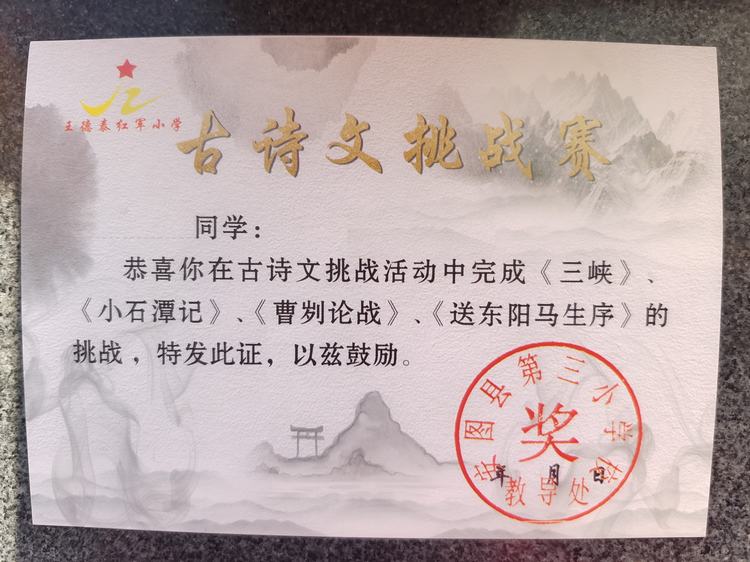 王德泰红军小学
古诗文挑战赛
同学：
恭喜你在古诗文挑战活动中完成《三峡》、
《小石潭记》、《曹刿论战》、《送东阳马生序》的
挑战，特发此证，以兹鼓励。
安图县第三小学校
奖
年 月 日
教导处